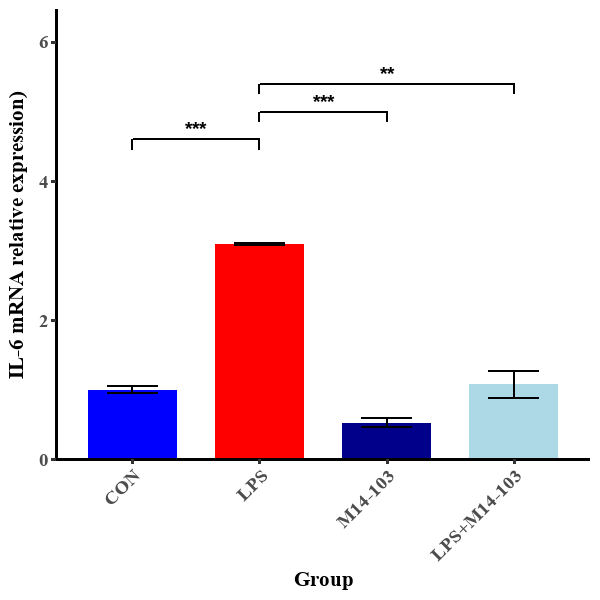 IL-6 mRNA relative expression)
6
4
2
0
**
***
***
CON
LPS
M14-103
LPS+M14-103
Group